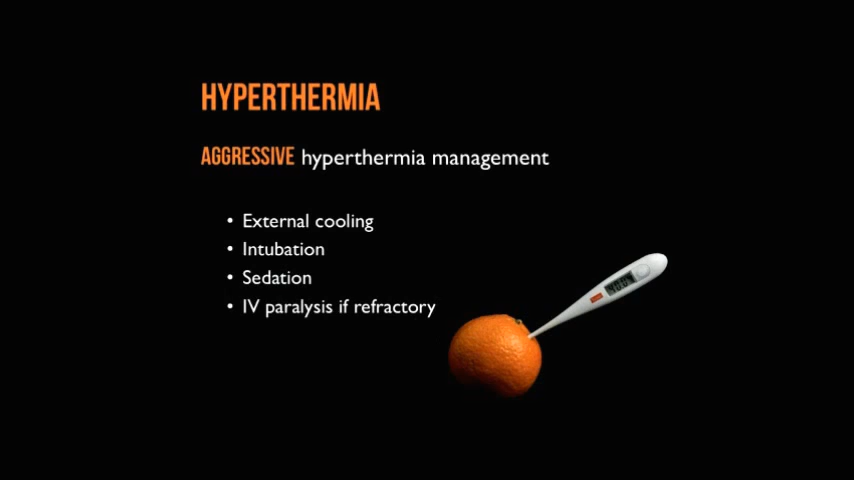 HYPERTHERMIA
AGGRESSIVE hyperthermia management
• External cooling
• Intubation
• Sedation
• IV paralysis if refractory